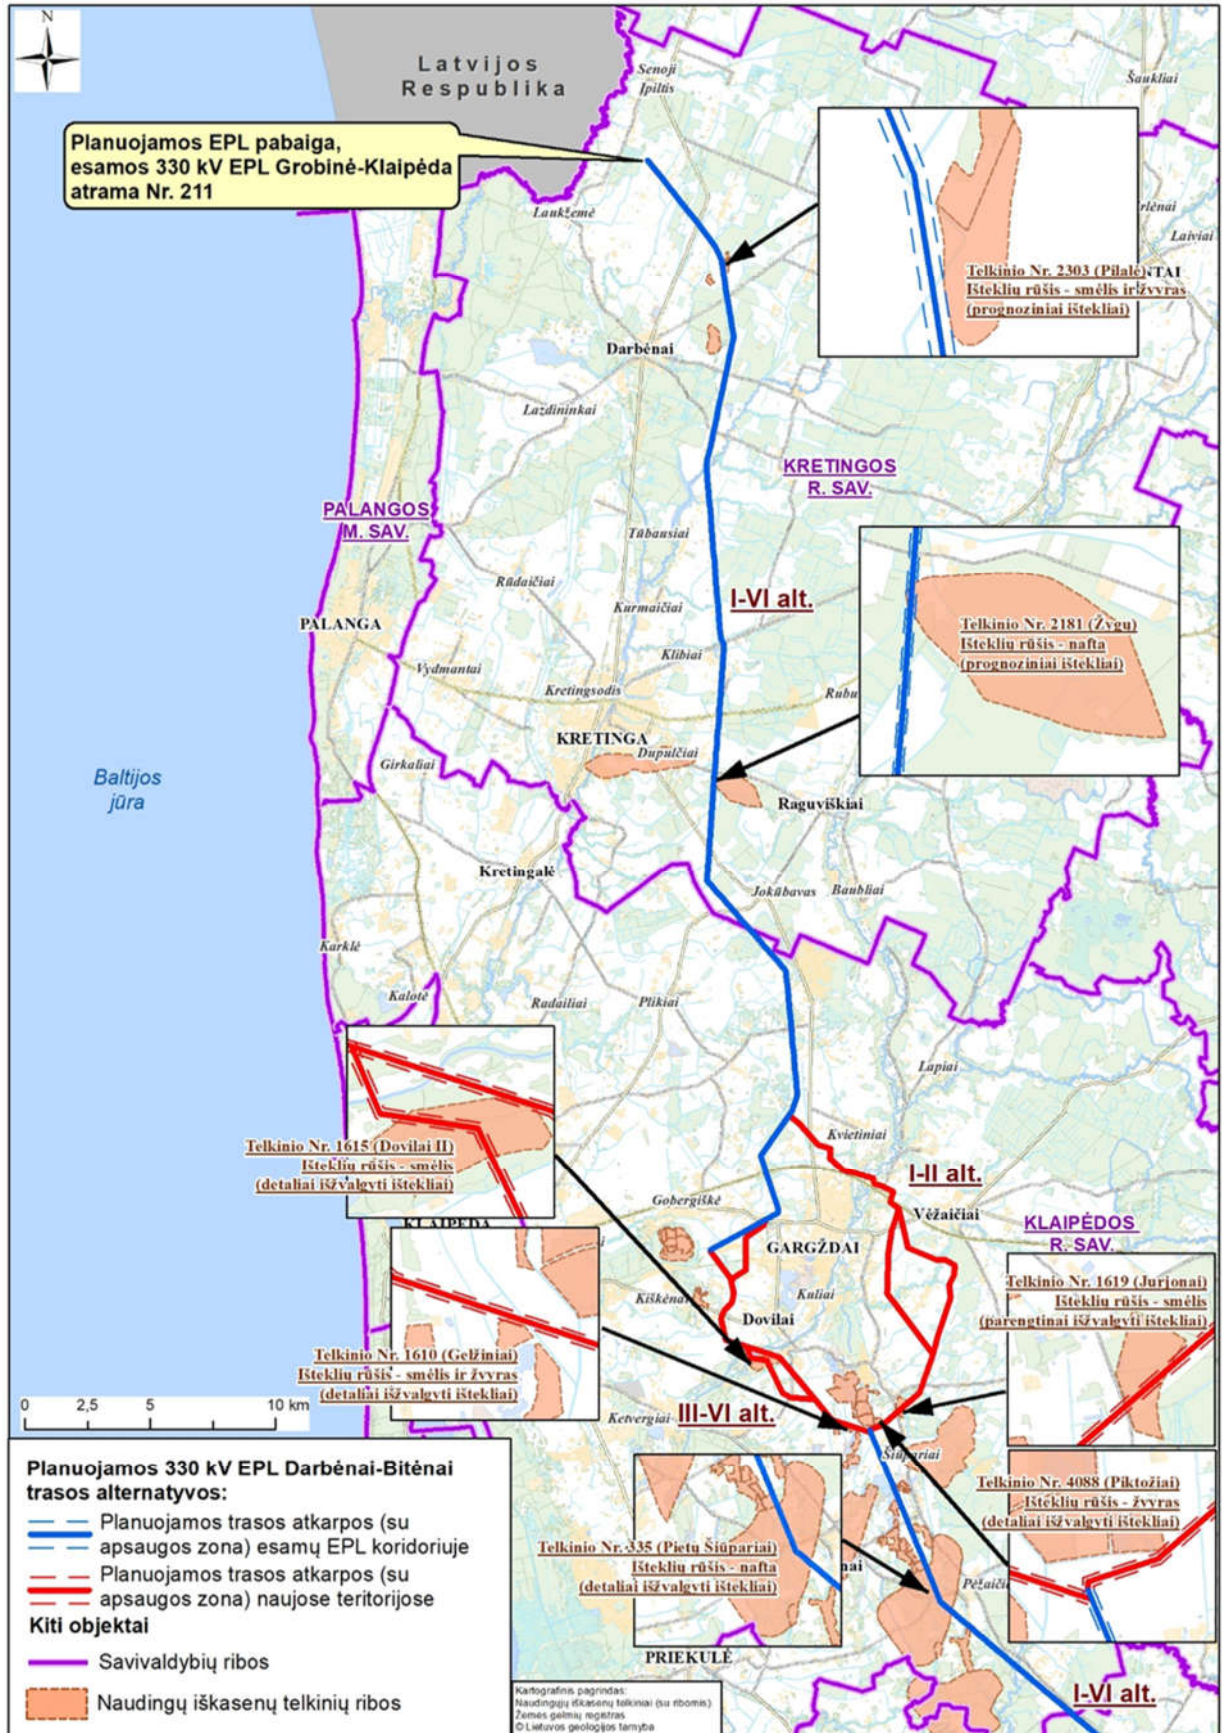 N
Latvijos
Respublika
Senoji
Įpiltis
Šaukliai
Planuojamos EPL pabaiga,
esamos 330 kV EPL Grobinė-Klaipėda
atrama Nr. 211
Laukžemė
Laiviai
Telkinio Nr. 2303 (Pilalė)
Išteklių rūšis - smėlis ir žvyras
(prognoziniai ištekliai)
Darbėnai
Lazdininkai
KRETINGOS
R. SAV.
PALANGOS
M. SAV.
Tūbausiai
Rūdaičiai
Kurmaičiai
I-VI alt.
PALANGA
Klibiai
Vydmantai
Kretingsodis
Telkinio Nr. 2181 (Žygų)
Išteklių rūšis - nafta
(prognoziniai ištekliai)
KRETINGA
Dupulčiai
Girkaliai
Baltijos
jūra
Raguviškiai
Kretingalė
Jokūbavas
Baubliai
Karklė
Kalotė
Radailiai
Plikiai
Lapiai
Kvietiniai
Telkinio Nr. 1615 (Dovilai II)
Išteklių rūšis - smėlis
(detaliai išžvalgyti ištekliai)
I-II alt.
Gobergiškė
Vėžaičiai
KLAIPĖDA
KLAIPĖDOS
R. SAV.
GARGŽDAI
Kiškėnai
Kuliai
Dovilai
Telkinio Nr. 1619 (Jurjonai)
Išteklių rūšis - smėlis
(parengtinai išžvalgyti ištekliai)
Telkinio Nr. 1610 (Gelžiniai)
Išteklių rūšis - smėlis ir žvyras
(detaliai išžvalgyti ištekliai)
0 2,5 5 10 km
Ketvergiai
III-VI alt.
Šiūpariai
Telkinio Nr. 4088 (Piktožiai)
Išteklių rūšis - žvyras
(detaliai išžvalgyti ištekliai)
Telkinio Nr. 335 (Pietų Šiūpariai)
Išteklių rūšis - nafta
(detaliai išžvalgyti ištekliai)
PRIEKULĖ
I-VI alt.
Planuojamos 330 kV EPL Darbėnai-Bitėnai
trasos alternatyvos:
Planuojamos trasos atkarpos (su
apsaugos zona) esamų EPL koridoriuje
Planuojamos trasos atkarpos (su
apsaugos zona) naujose teritorijose
Kiti objektai
Savivaldybių ribos
Naudingų iškasenų telkinių ribos
Kartografinis pagrindas:
Naudingųjų iškasenų telkiniai (su ribomis)
Žemės gelmių registras
© Lietuvos geologijos tarnyba